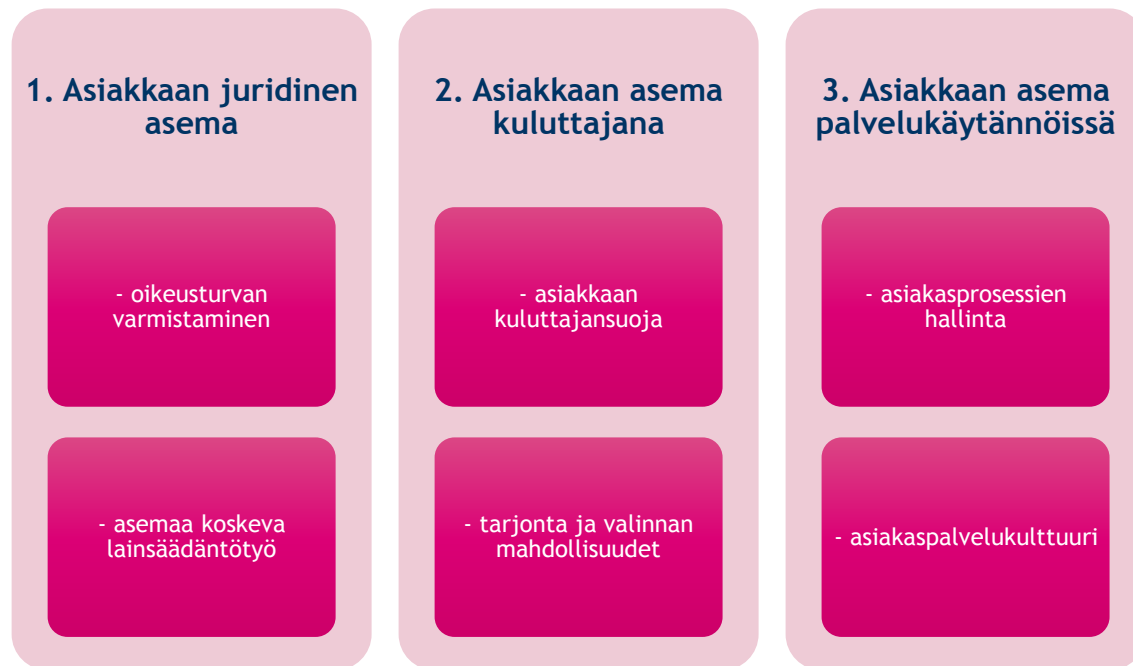 1. Asiakkaan juridinen
asema
- oikeusturvan
varmistaminen
- asemaa koskeva
lainsäädäntötyö
2. Asiakkaan asema
kuluttajana
- asiakkaan
kuluttajansuoja
- tarjonta ja valinnan
mahdollisuudet
3. Asiakkaan asema
palvelukäytännöissä
- asiakasprosessien
hallinta
- asiakaspalvelukulttuuri